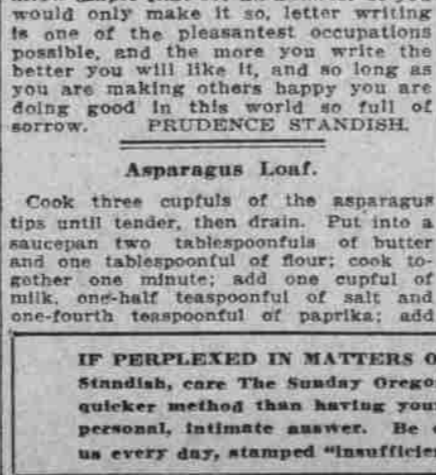 would only make it so, letter writing
is one of the pleasantest occupations
possible, and the more you write the
better you will like it, and so long as
you are making others happy you are
doing good in this world so full of
sorrow. PRUDENCE STANDISH.
Asparagus Loaf.
Cook three cupfuls of the asparagus
tips until tender, then drain. Put into a
saucepan two tablespoonfuls of butter
and one tablespoonful of flour; cook to-
gether one minute; add one cupful of
milk, one-half teaspoonful of salt and
one-fourth teaspoonful of paprika; add
IF PERPLEXED IN MATTERS O
Standish, care The Sunday Orego
quicker method than having you
personal, intimate answer. Be
us every day, stamped "insufficie